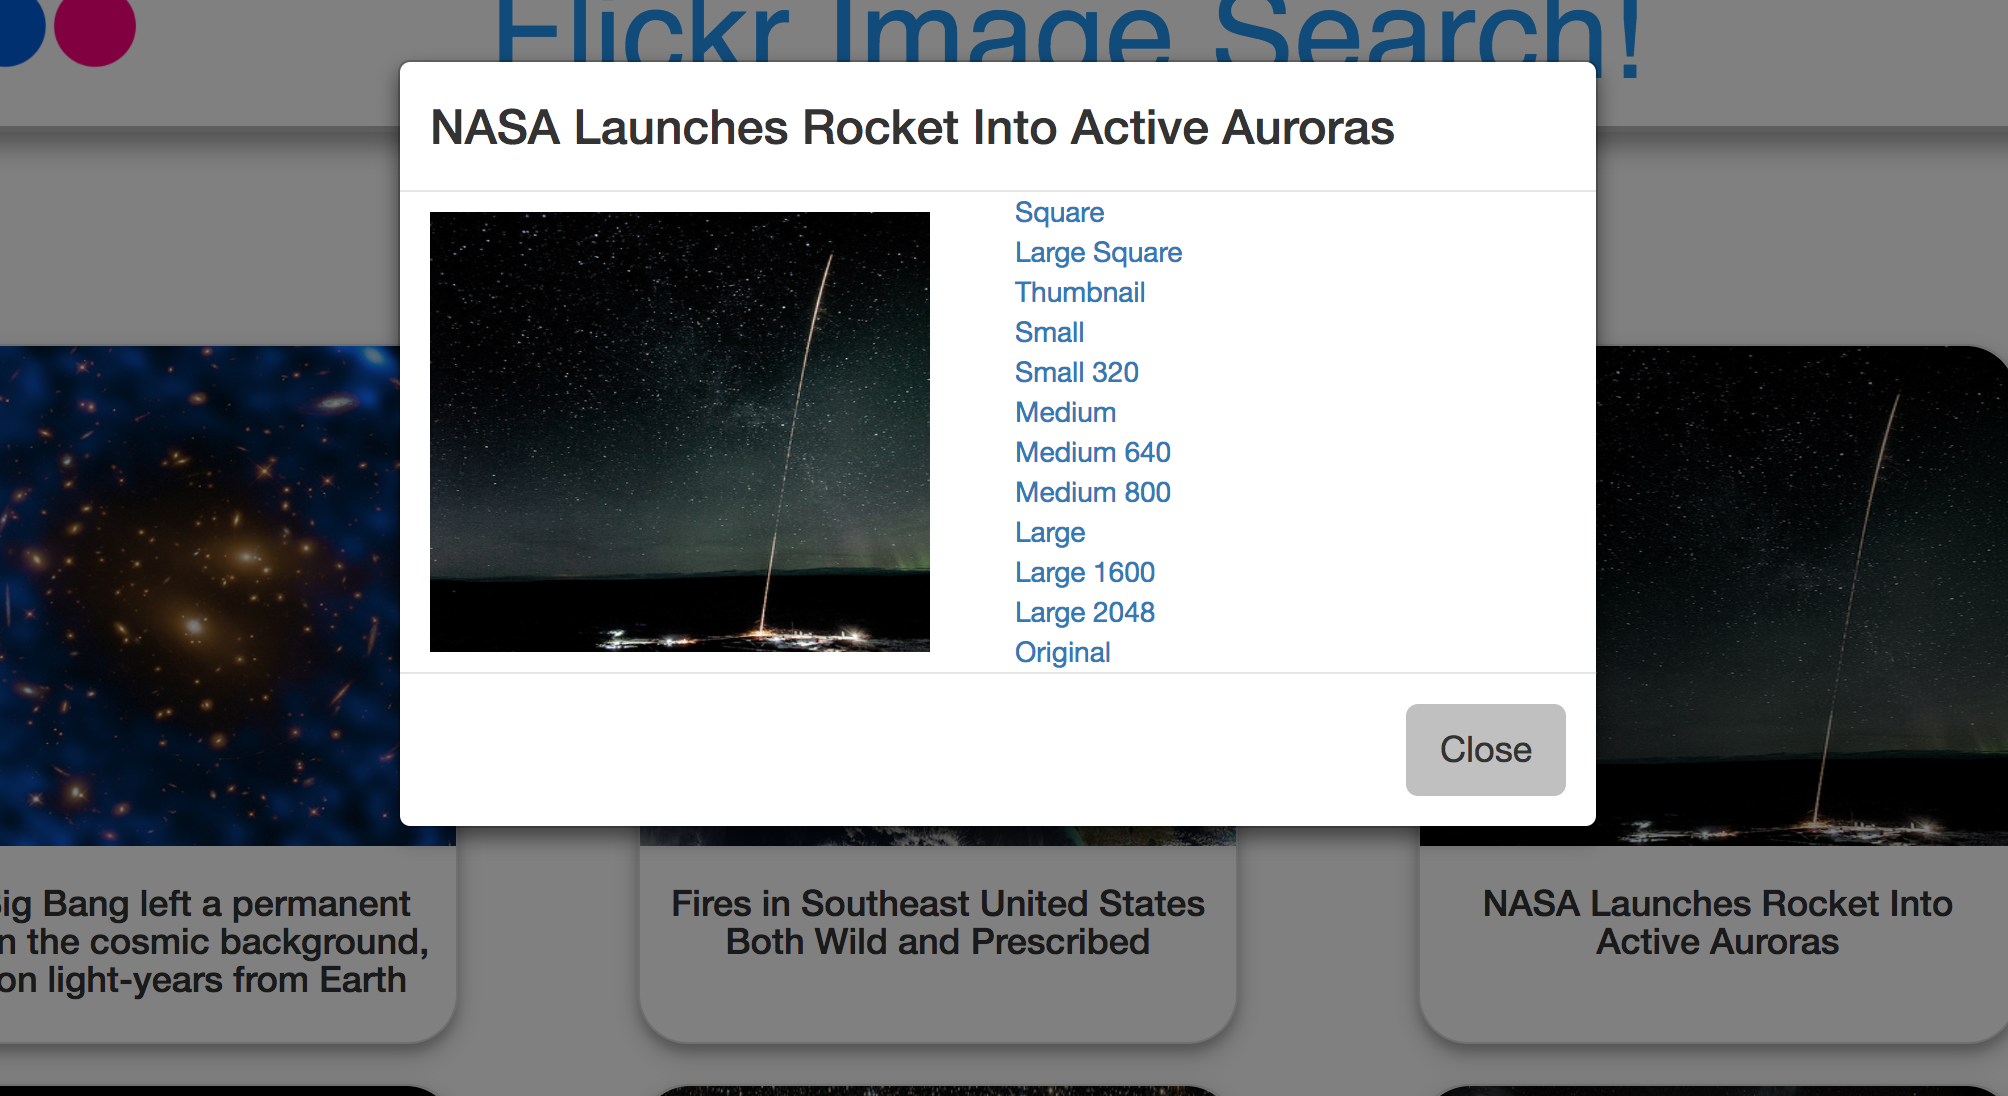 Flickr Image Search!
NASA Launches Rocket Into Active Auroras
Square
Large Square
Thumbnail
Small
Small 320
Medium
Medium 640
Medium 800
Large
Large 1600
Large 2048
Original
Close
Big Bang left a permanent
n the cosmic background,
on light-years from Earth
Fires in Southeast United States
Both Wild and Prescribed
NASA Launches Rocket Into
Active Auroras